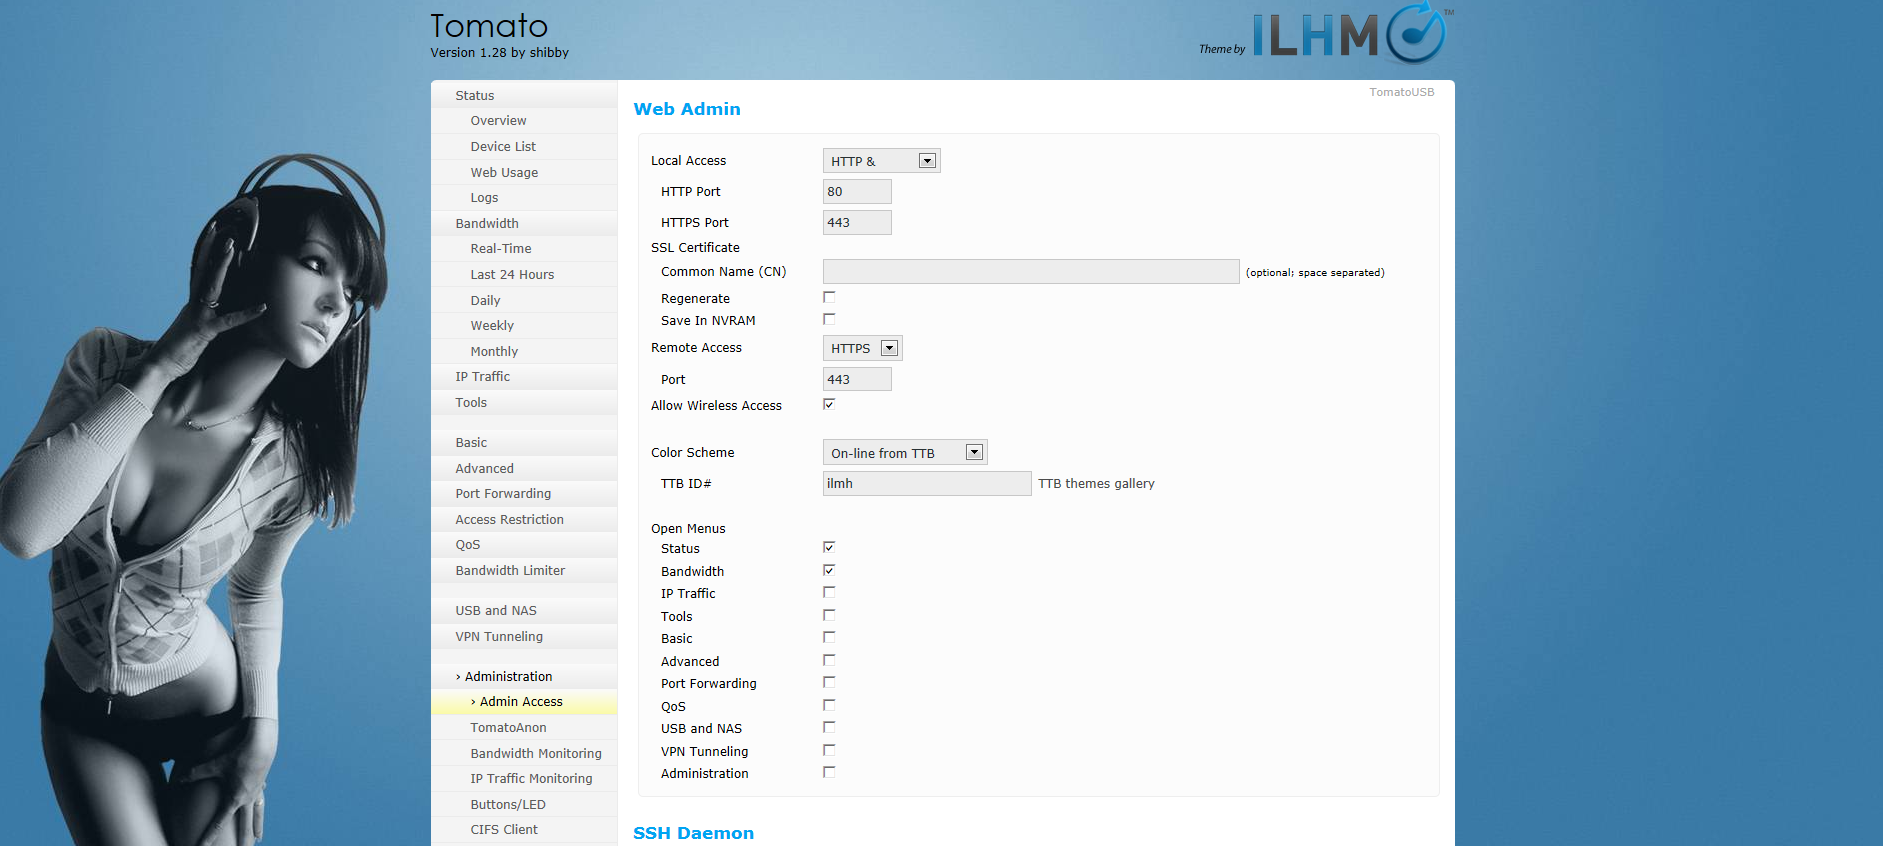 Tomato
Version 1.28 by shibby
Theme by ILHM ™
TomatoUSB
Status
Overview
Device List
Web Usage
Logs
Bandwidth
Real-Time
Last 24 Hours
Daily
Weekly
Monthly
IP Traffic
Tools
Basic
Advanced
Port Forwarding
Access Restriction
QoS
Bandwidth Limiter
USB and NAS
VPN Tunneling
› Administration
› Admin Access
TomatoAnon
Bandwidth Monitoring
IP Traffic Monitoring
Buttons/LED
CIFS Client
Web Admin
Local Access HTTP &
HTTP Port 80
HTTPS Port 443
SSL Certificate
Common Name (CN) (optional; space separated)
Regenerate
Save In NVRAM
Remote Access HTTPS
Port 443
Allow Wireless Access
Color Scheme On-line from TTB
TTB ID# ilmh TTB themes gallery
Open Menus
Status
Bandwidth
IP Traffic
Tools
Basic
Advanced
Port Forwarding
QoS
USB and NAS
VPN Tunneling
Administration
SSH Daemon